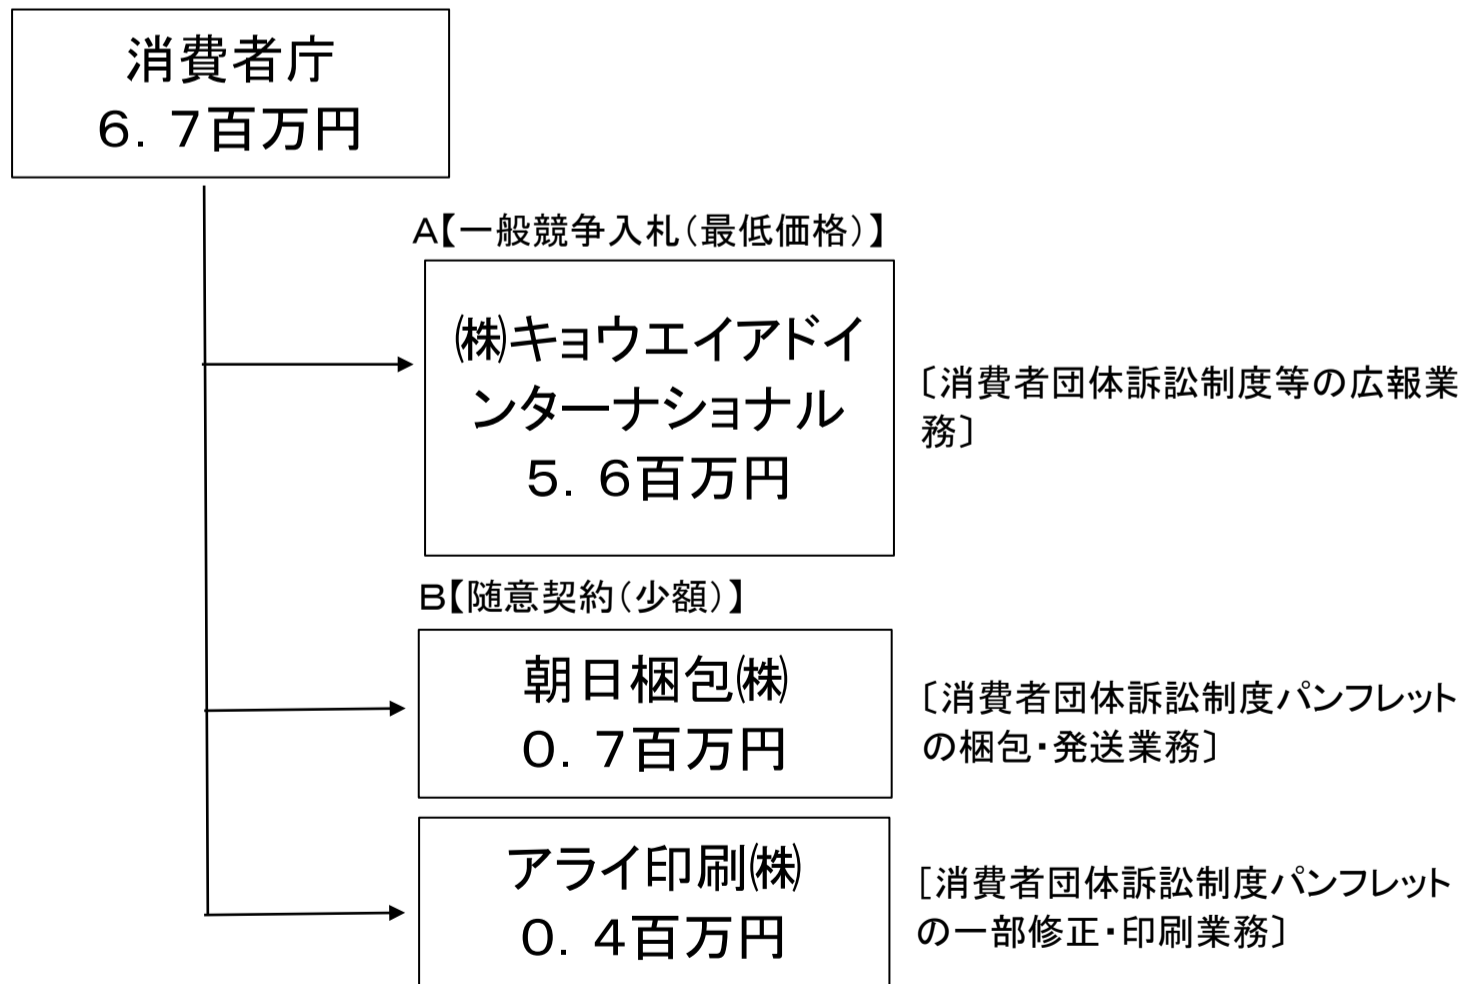 消費者庁
６．７百万円
A【一般競争入札（最低価格）】
㈱キョウエイアドイ
ンターナショナル
５．６百万円
〔消費者団体訴訟制度等の広報業
務〕
B【随意契約（少額）】
朝日梱包㈱
０．７百万円
〔消費者団体訴訟制度パンフレット
の梱包・発送業務〕
アライ印刷㈱
０．４百万円
［消費者団体訴訟制度パンフレット
の一部修正・印刷業務〕